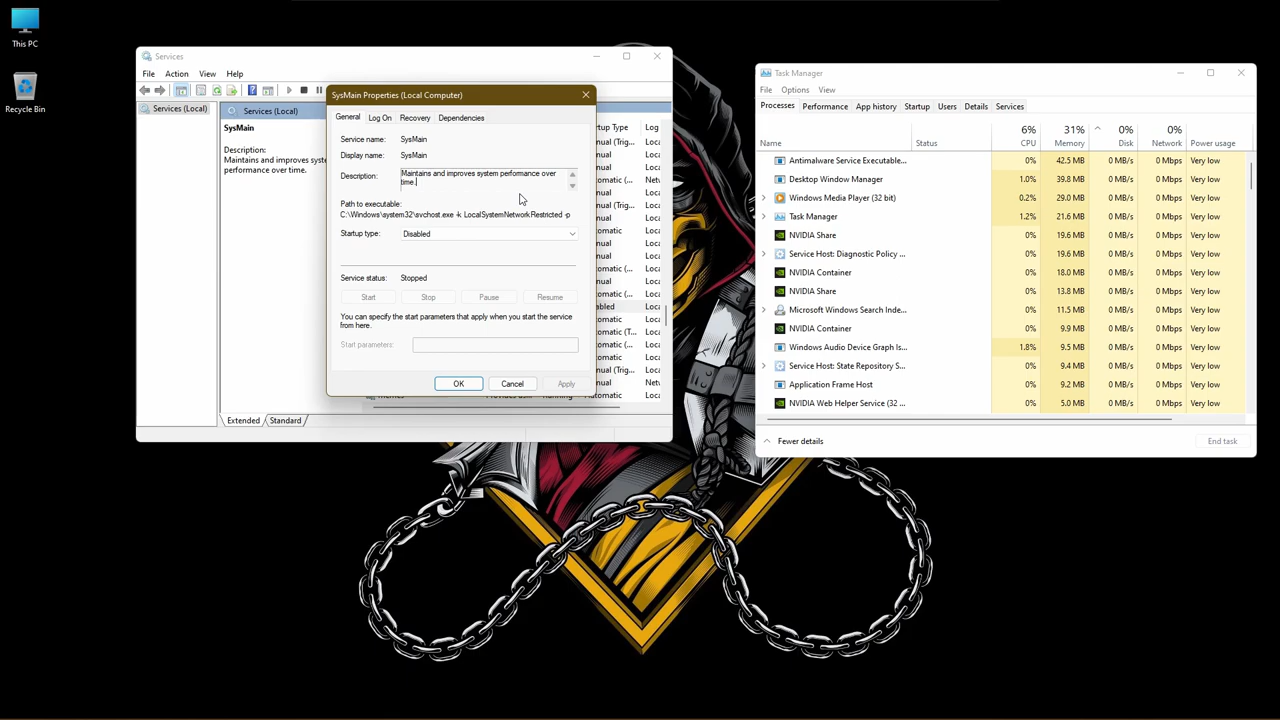 This PC
Recycle Bin
Services
File Action View Help
Services (Local)
Services (Local)
SysMain
Description:
Maintains and improves syste
performance over time.
Extended Standard
SysMain Properties (Local Computer)
General Log On Recovery Dependencies
Service name: SysMain
Display name: SysMain
Description: Maintains and improves system performance over
time.
Path to executable:
C:\Windows\system32\svchost.exe -k LocalSystemNetworkRestricted -p
Startup type: Disabled
Service status: Stopped
Start Stop Pause Resume
You can specify the start parameters that apply when you start the service
from here.
Start parameters:
OK Cancel Apply
Task Manager
File Options View
Processes Performance App history Startup Users Details Services
6% 31% 0% 0%
Name Status CPU Memory Disk Network Power usage
Antimalware Service Executable... 0% 42.5 MB 0 MB/s 0 Mbps Very low
Desktop Window Manager 1.0% 39.8 MB 0 MB/s 0 Mbps Very low
Windows Media Player (32 bit) 0.2% 29.0 MB 0 MB/s 0 Mbps Very low
Task Manager 1.2% 21.6 MB 0 MB/s 0 Mbps Very low
NVIDIA Share 0% 19.6 MB 0 MB/s 0 Mbps Very low
Service Host: Diagnostic Policy ... 0% 19.6 MB 0 MB/s 0 Mbps Very low
NVIDIA Container 0% 18.0 MB 0 MB/s 0 Mbps Very low
NVIDIA Share 0% 13.8 MB 0 MB/s 0 Mbps Very low
Microsoft Windows Search Inde... 0% 11.5 MB 0 MB/s 0 Mbps Very low
NVIDIA Container 0% 9.9 MB 0 MB/s 0 Mbps Very low
Windows Audio Device Graph Is... 1.8% 9.5 MB 0 MB/s 0 Mbps Very low
Service Host: State Repository S... 0% 9.4 MB 0 MB/s 0 Mbps Very low
Application Frame Host 0% 9.2 MB 0 MB/s 0 Mbps Very low
NVIDIA Web Helper Service (32 ... 0% 5.0 MB 0 MB/s 0 Mbps Very low
Fewer details
End task